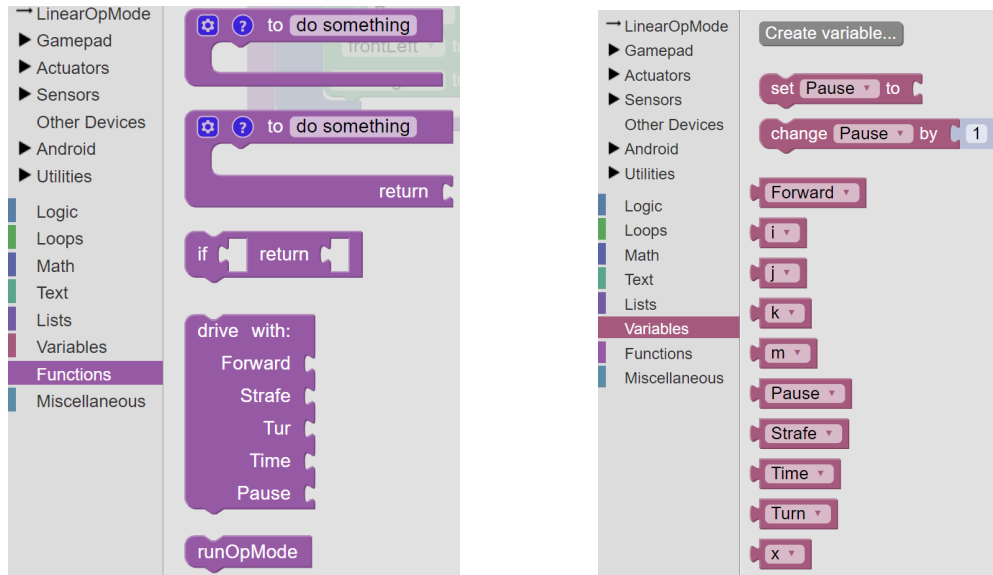 LinearOpMode
Gamepad
Actuators
Sensors
Other Devices
Android
Utilities
Logic
Loops
Math
Text
Lists
Variables
Functions
Miscellaneous
to do something
frontLeft
? to do something
return
if return
drive with:
Forward
Strafe
Tur
Time
Pause
runOpMode
LinearOpMode
Gamepad
Actuators
Sensors
Other Devices
Android
Utilities
Logic
Loops
Math
Text
Lists
Variables
Functions
Miscellaneous
Create variable...
set Pause to
change Pause by 1
Forward
i
j
k
m
Pause
Strafe
Time
Turn
x